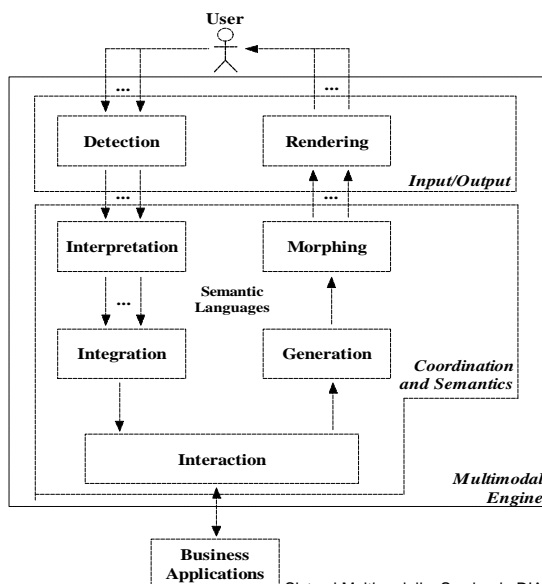 User
...
...
Detection
Rendering
Input/Output
...
...
Interpretation
Morphing
...
Semantic
Languages
Integration
Generation
Coordination
and Semantics
Interaction
Multimodal
Engine
Business
Applications